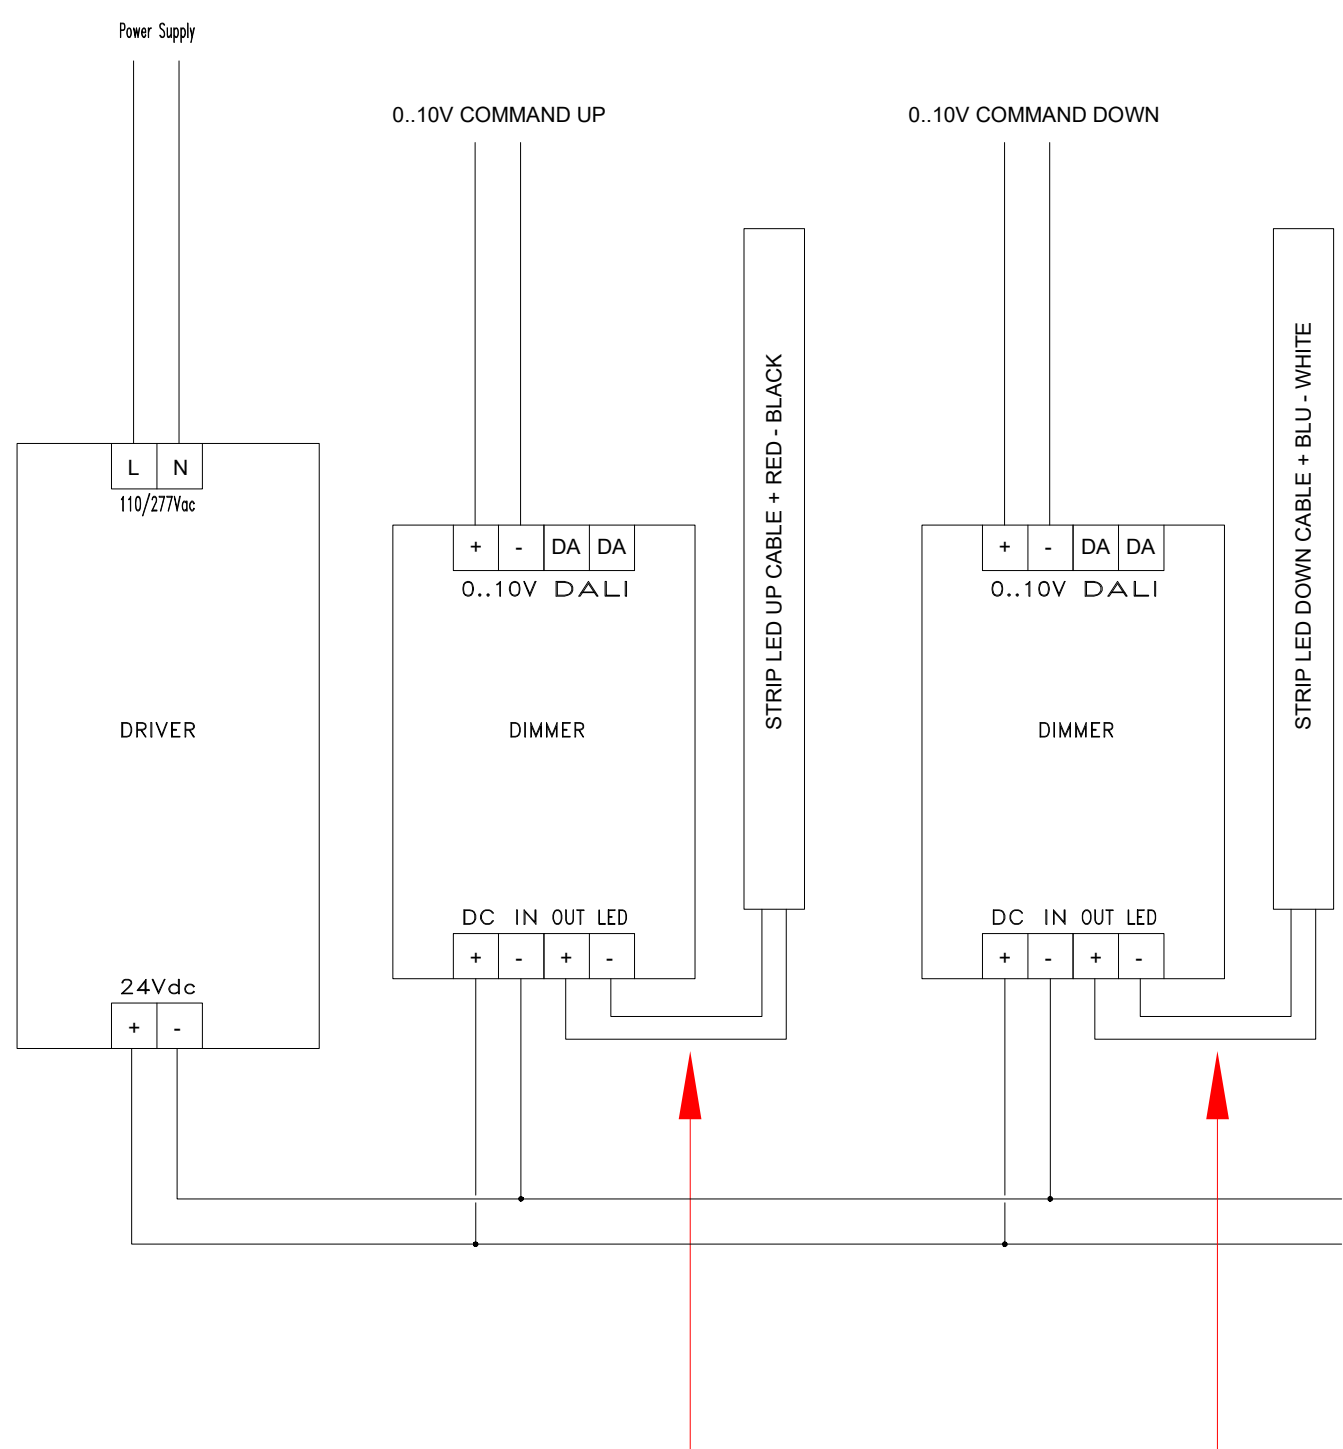 Power Supply
0..10V COMMAND UP
0..10V COMMAND DOWN
L N
110/277Vac
DRIVER
24Vdc
+ -
+ - DA DA
0..10V DALI
DIMMER
DC IN OUT LED
+ - + -
STRIP LED UP CABLE + RED - BLACK
+ - DA DA
0..10V DALI
DIMMER
DC IN OUT LED
+ - + -
STRIP LED DOWN CABLE + BLU - WHITE